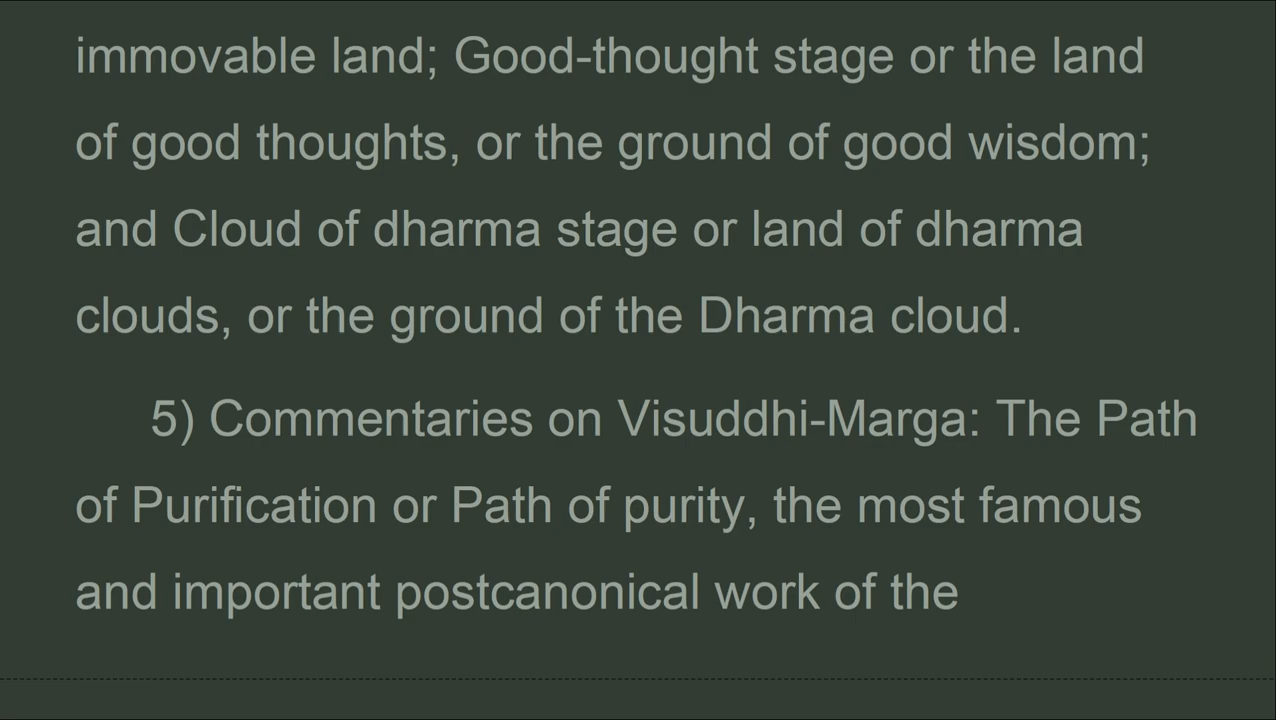 immovable land; Good-thought stage or the land
of good thoughts, or the ground of good wisdom;
and Cloud of dharma stage or land of dharma
clouds, or the ground of the Dharma cloud.
5) Commentaries on Visuddhi-Marga: The Path
of Purification or Path of purity, the most famous
and important postcanonical work of the